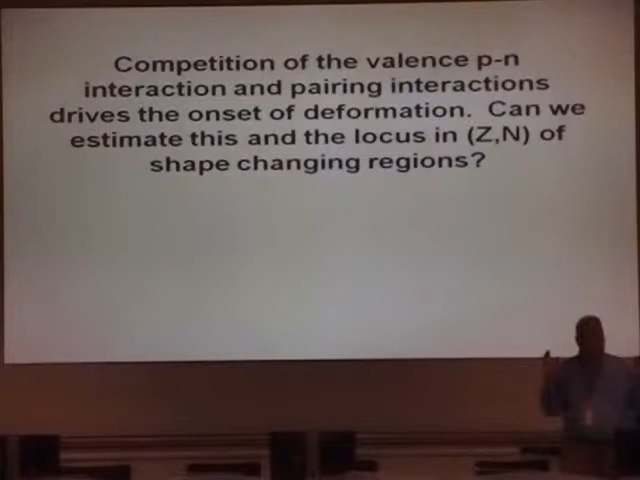 Competition of the valence p-n
interaction and pairing interactions
drives the onset of deformation. Can we
estimate this and the locus in (Z,N) of
shape changing regions?